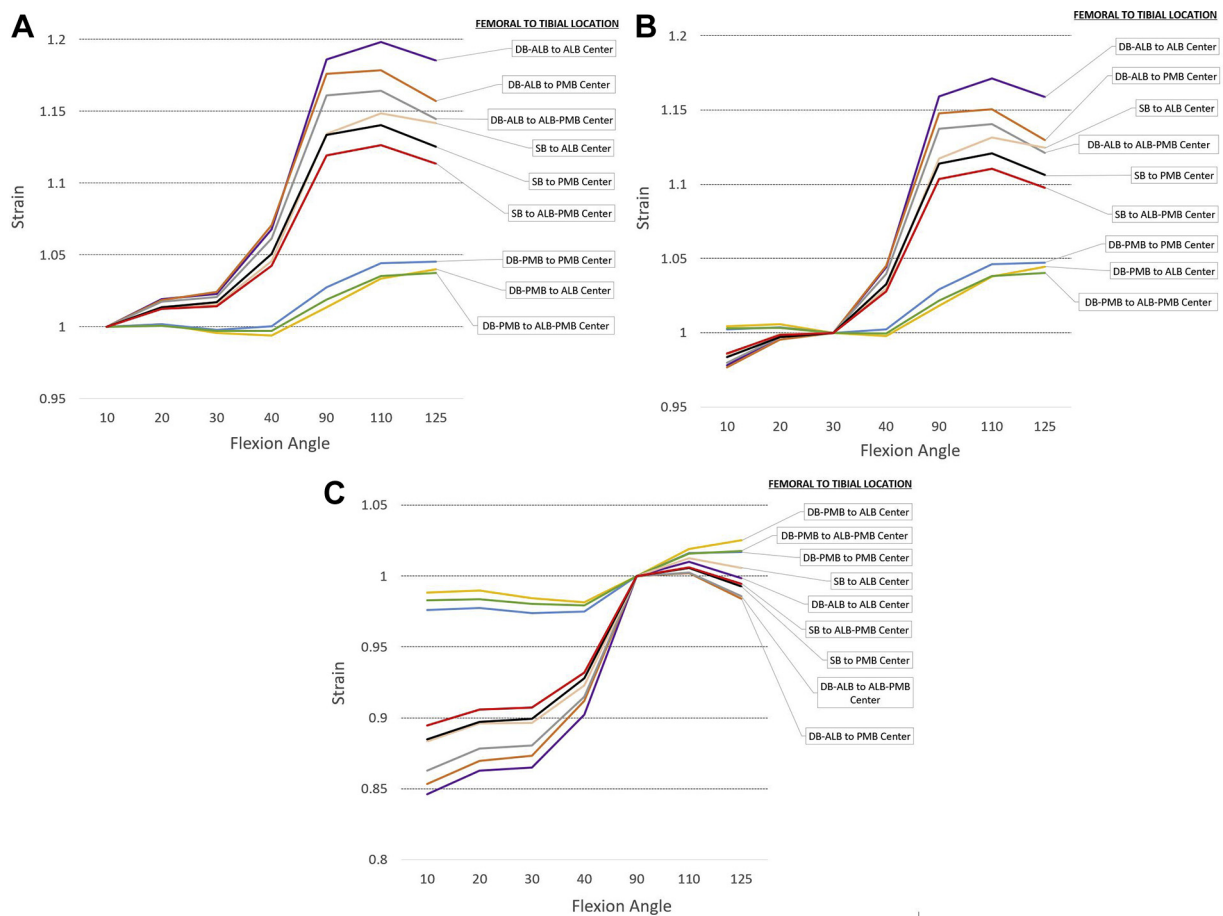 A
FEMORAL TO TIBIAL LOCATION
Strain
1.2
1.15
1.1
1.05
1
0.95
DB-ALB to ALB Center
DB-ALB to PMB Center
DB-ALB to ALB-PMB Center
SB to ALB Center
SB to PMB Center
SB to ALB-PMB Center
DB-PMB to PMB Center
DB-PMB to ALB Center
DB-PMB to ALB-PMB Center
10 20 30 40 90 110 125
Flexion Angle
B
FEMORAL TO TIBIAL LOCATION
Strain
1.2
1.15
1.1
1.05
1
0.95
DB-ALB to ALB Center
DB-ALB to PMB Center
SB to ALB Center
DB-ALB to ALB-PMB Center
SB to PMB Center
SB to ALB-PMB Center
DB-PMB to PMB Center
DB-PMB to ALB Center
DB-PMB to ALB-PMB Center
10 20 30 40 90 110 125
Flexion Angle
C
FEMORAL TO TIBIAL LOCATION
Strain
1.05
1
0.95
0.9
0.85
0.8
DB-PMB to ALB Center
DB-PMB to ALB-PMB Center
DB-PMB to PMB Center
SB to ALB Center
DB-ALB to ALB Center
SB to ALB-PMB Center
SB to PMB Center
DB-ALB to ALB-PMB
Center
DB-ALB to PMB Center
10 20 30 40 90 110 125
Flexion Angle